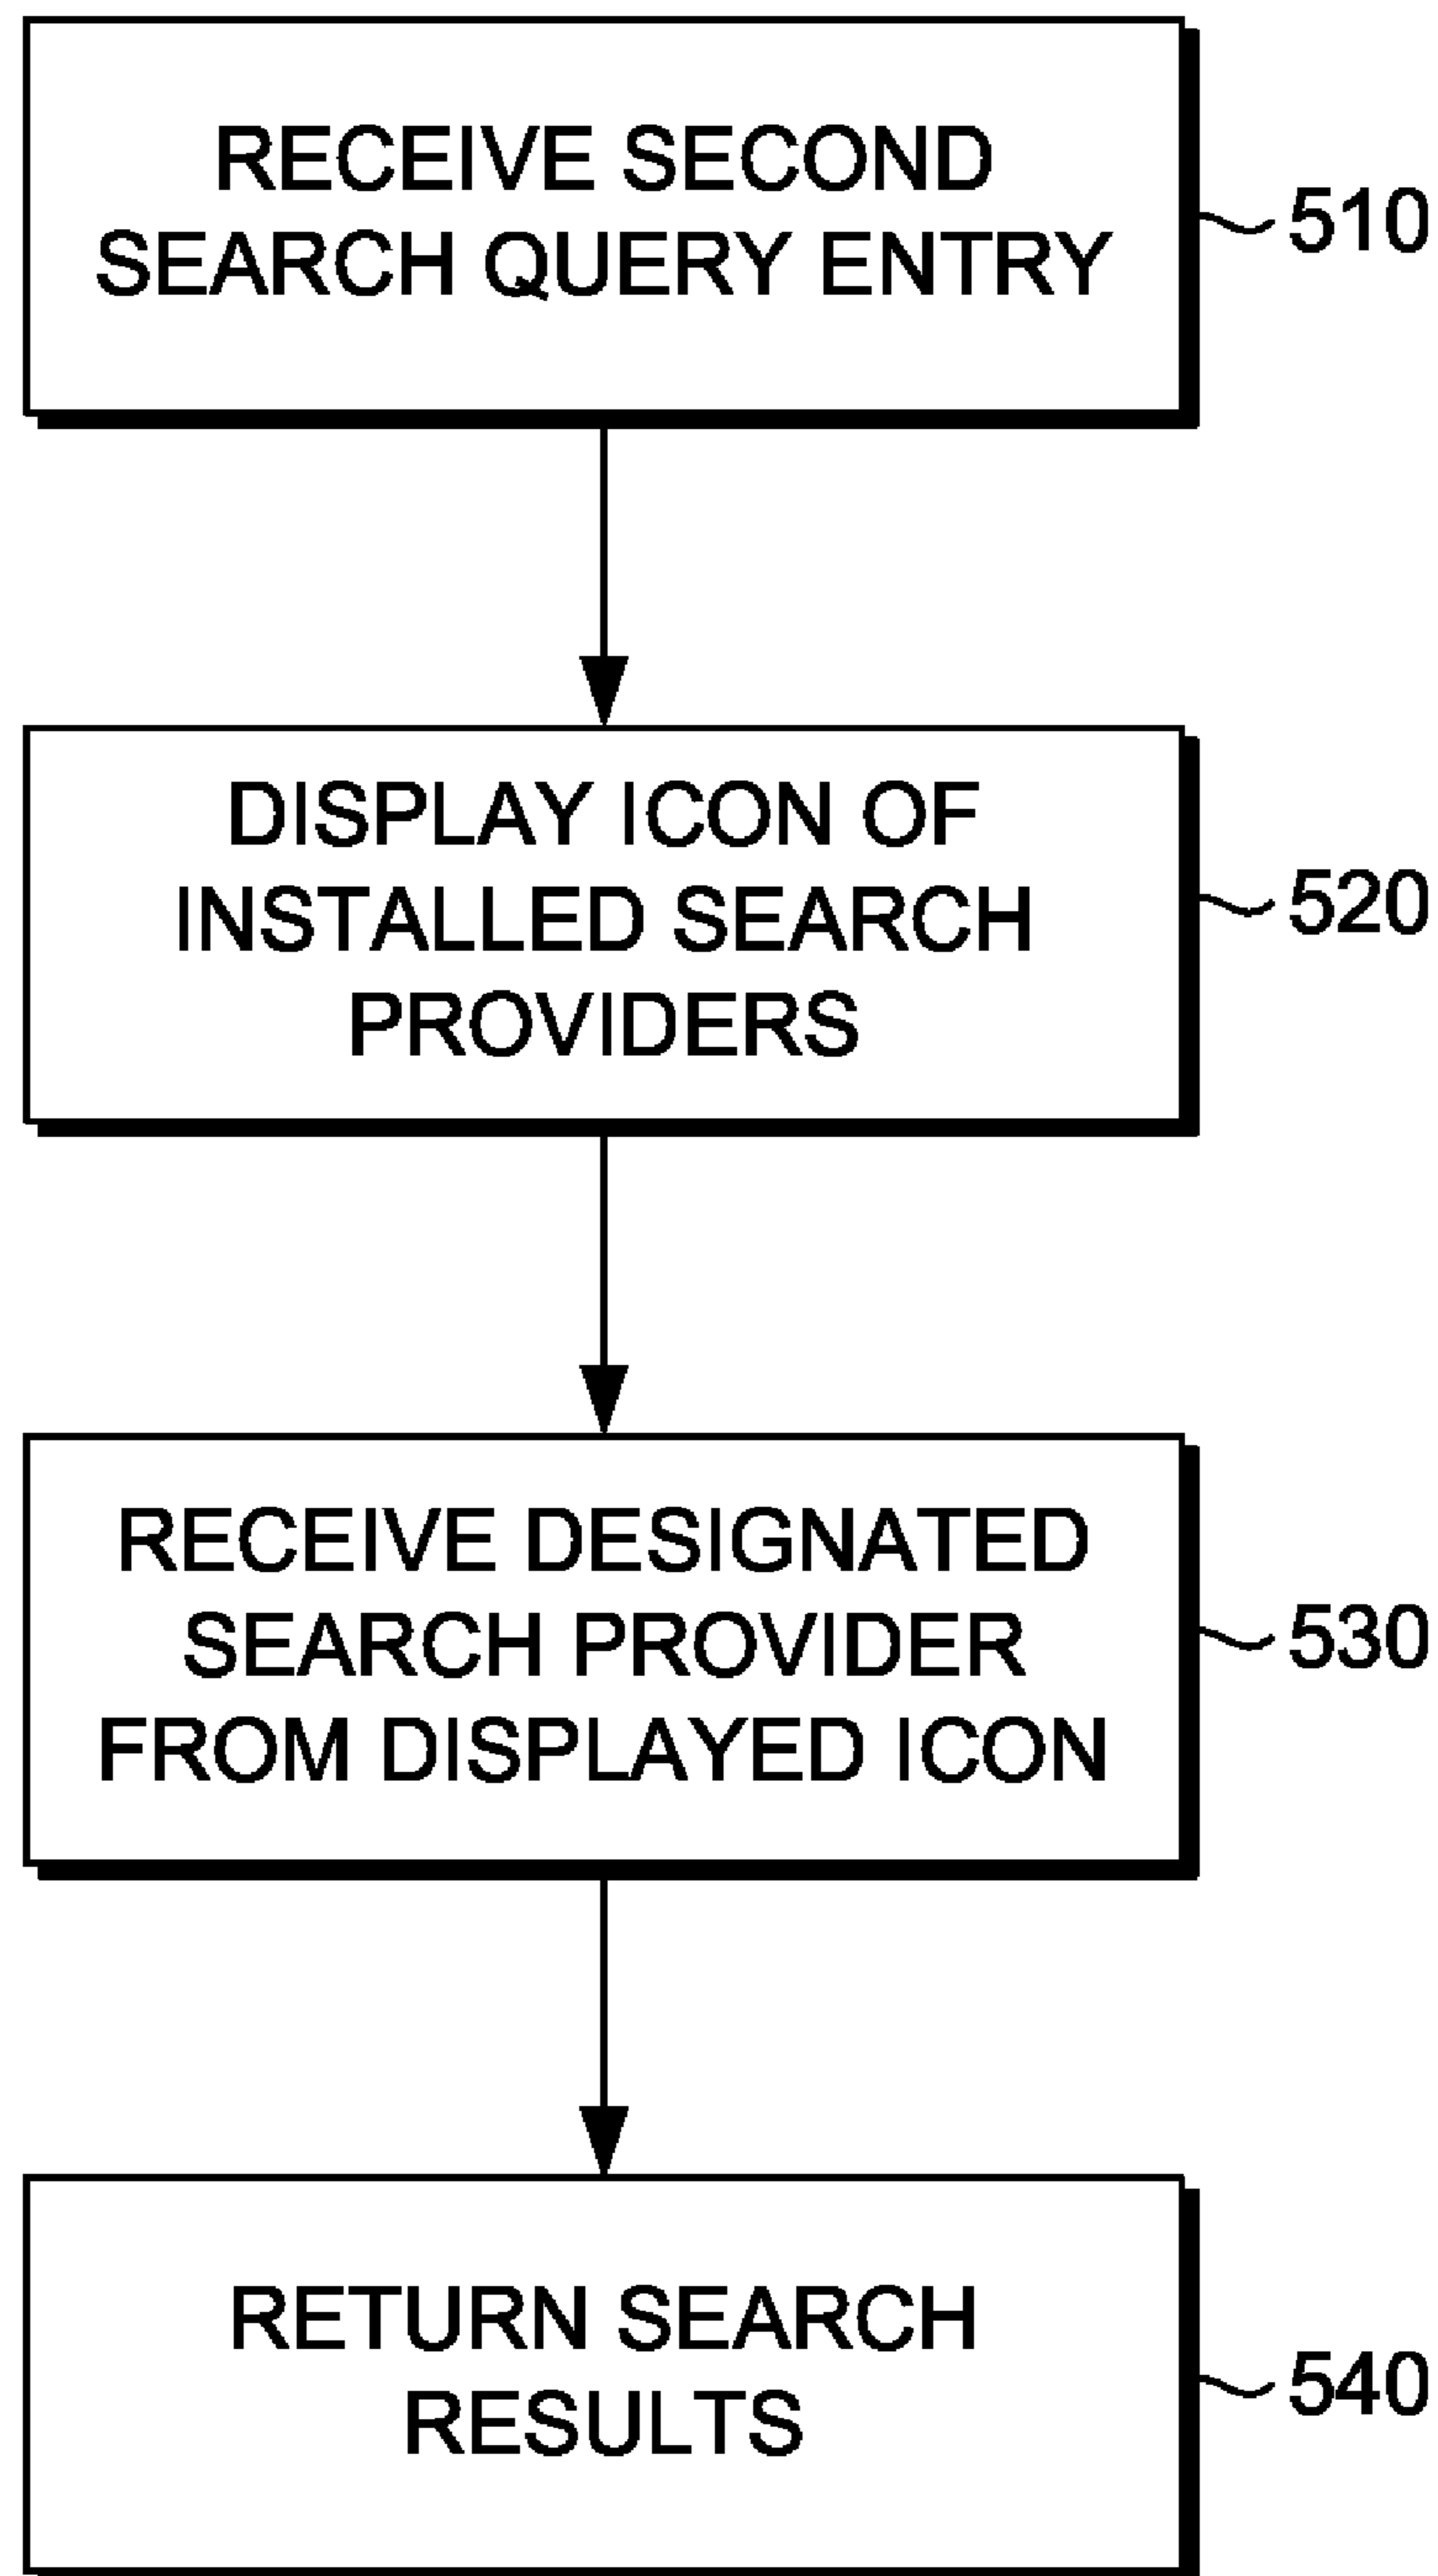 RECEIVE SECOND
SEARCH QUERY ENTRY
510
DISPLAY ICON OF
INSTALLED SEARCH
PROVIDERS
520
RECEIVE DESIGNATED
SEARCH PROVIDER
FROM DISPLAYED ICON
530
RETURN SEARCH
RESULTS
540